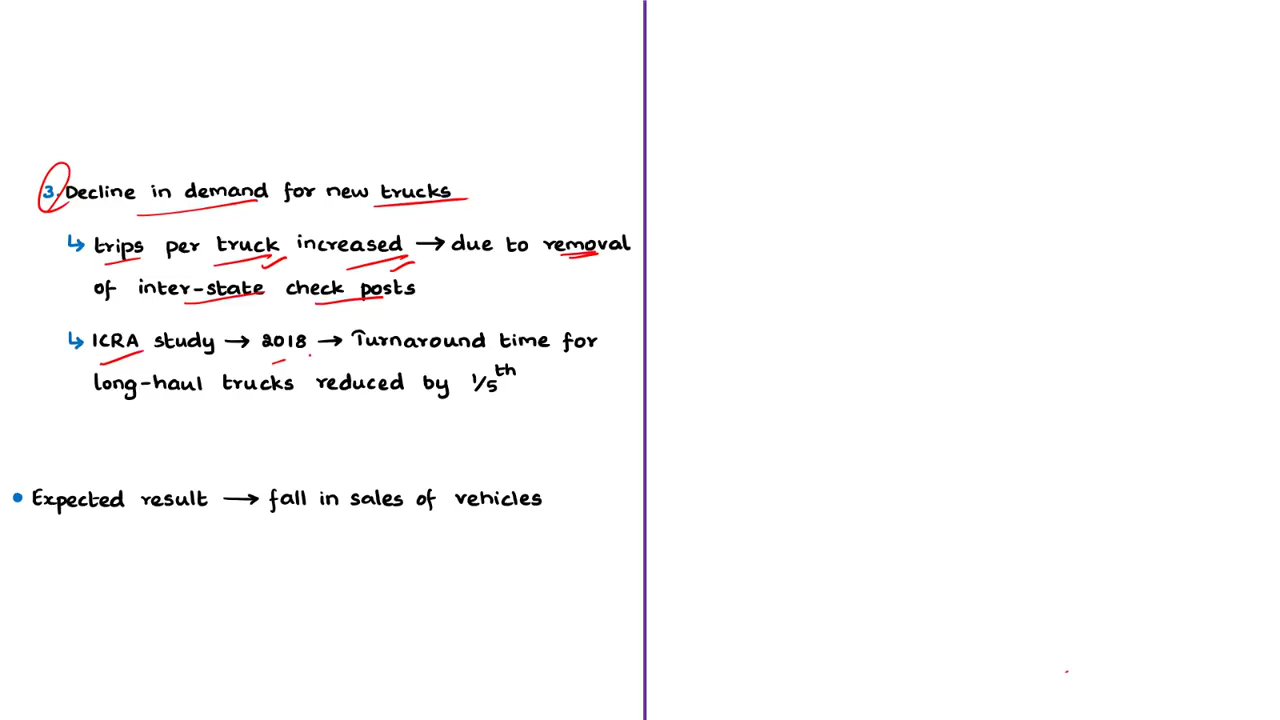 3. Decline in demand for new trucks
↳ trips per truck increased → due to removal
of inter-state check posts
↳ ICRA study → 2018 → Turnaround time for
long-haul trucks reduced by 1/5th
• Expected result → fall in sales of vehicles